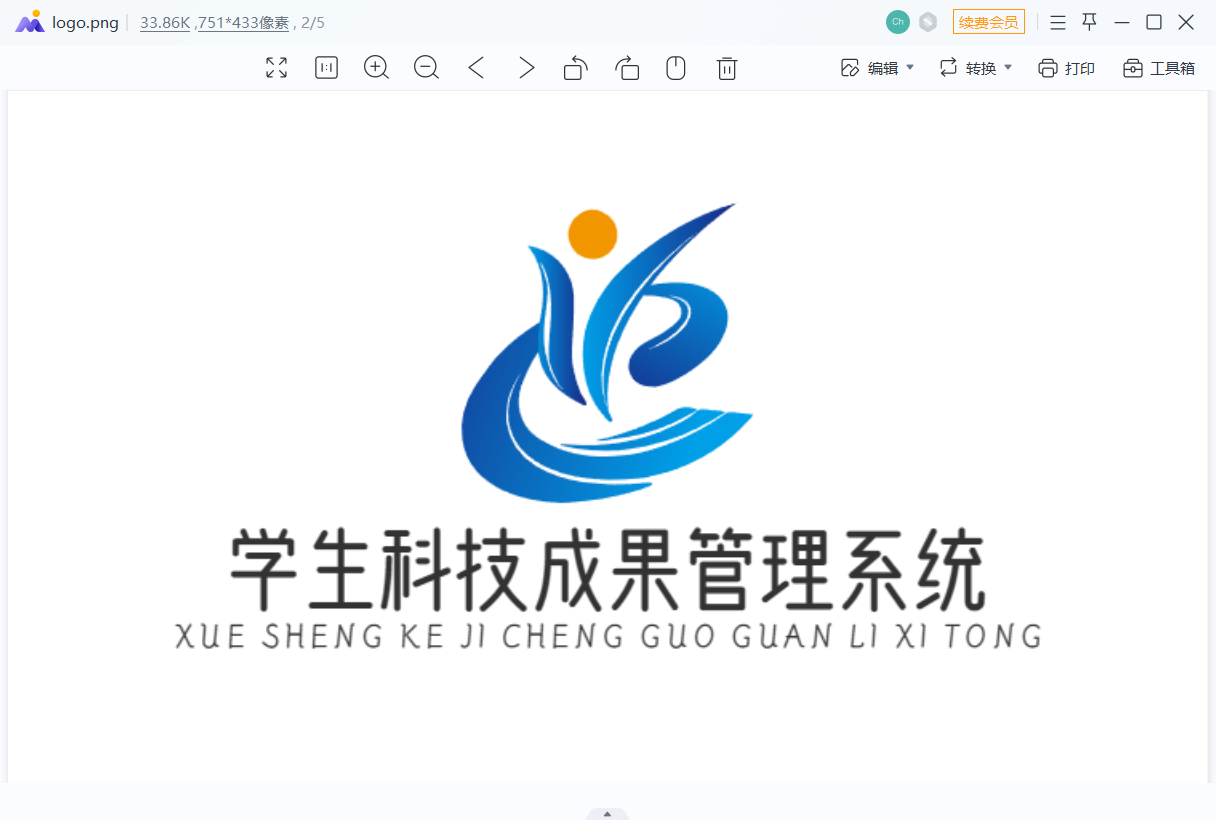 logo.png 33.86K ,751*433像素 , 2/5 Ch S 续费会员
1:1 编辑 转换 打印 工具箱
学生科技成果管理系统
XUE SHENG KE JI CHENG GUO GUAN LI XI TONG